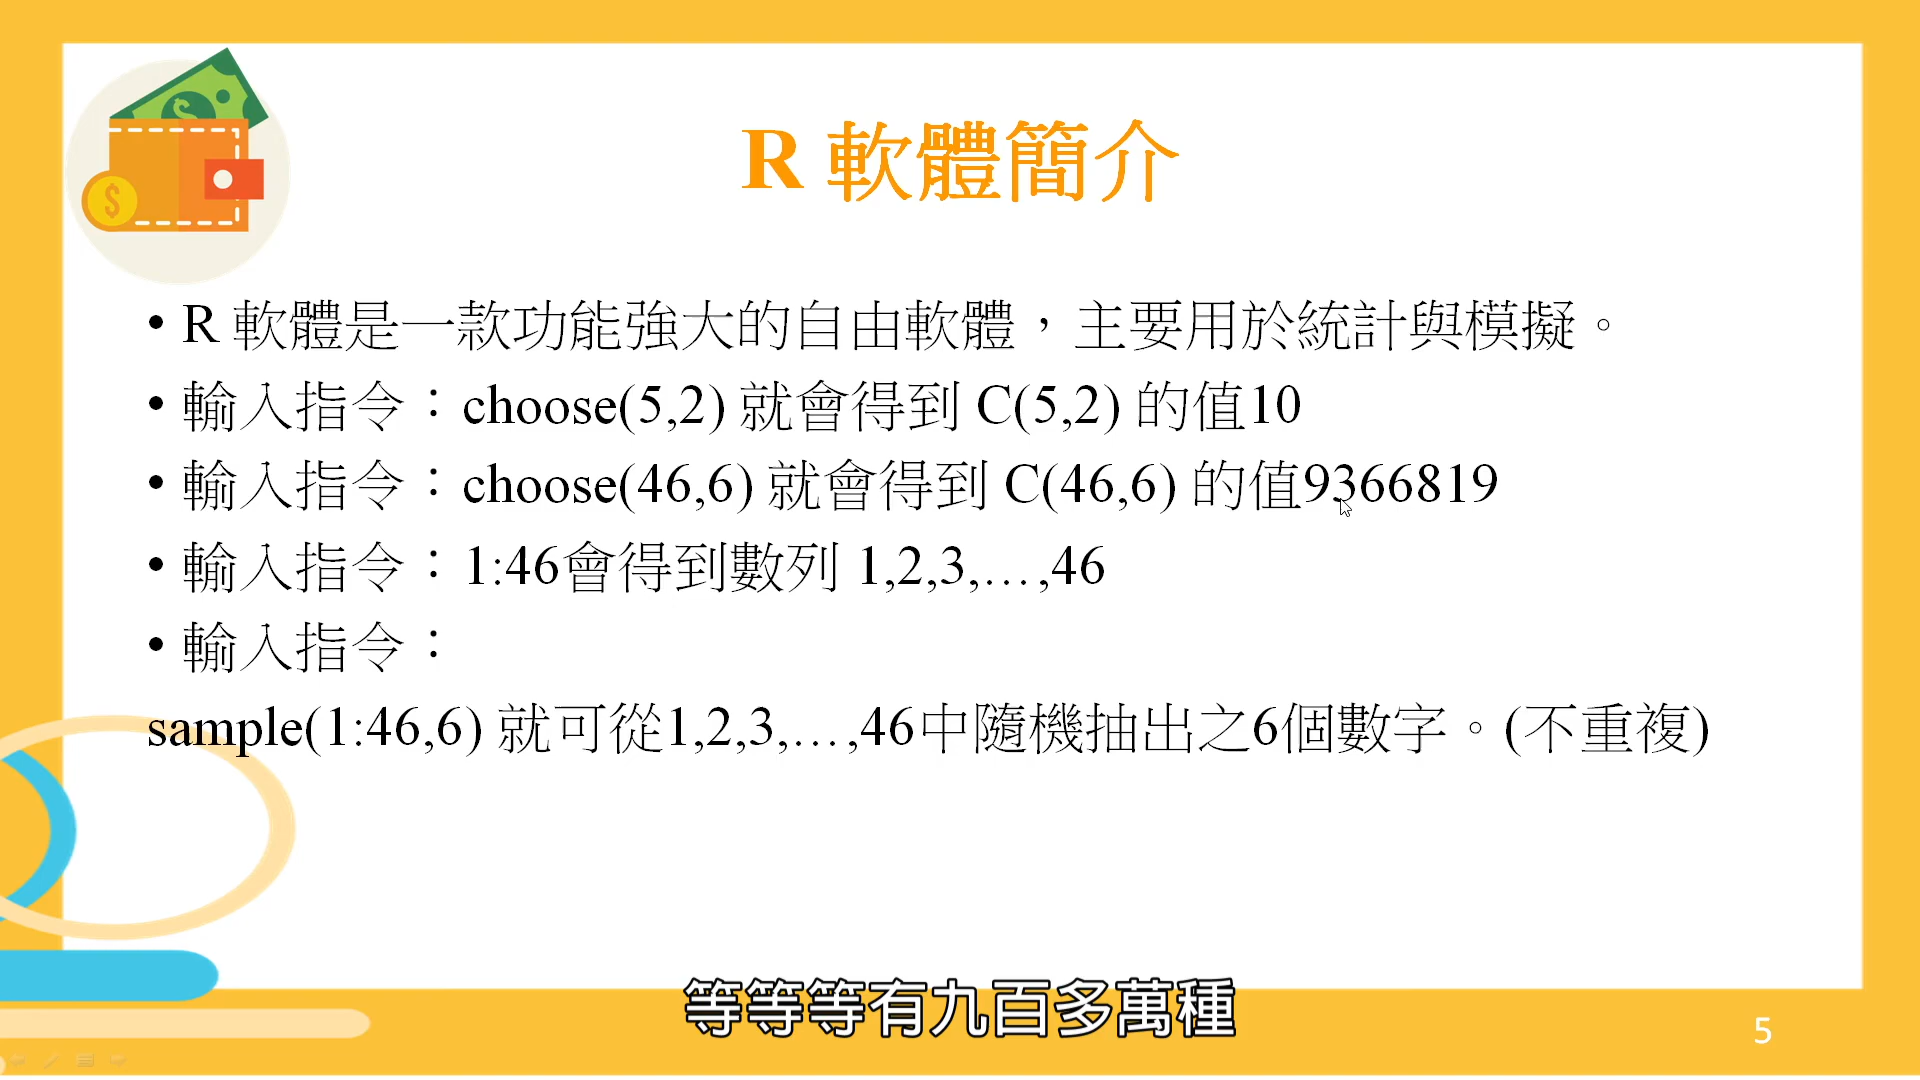 R 軟體簡介
• R 軟體是一款功能強大的自由軟體，主要用於統計與模擬。
• 輸入指令：choose(5,2) 就會得到 C(5,2) 的值10
• 輸入指令：choose(46,6) 就會得到 C(46,6) 的值9366819
• 輸入指令：1:46會得到數列 1,2,3,…,46
• 輸入指令：
sample(1:46,6) 就可從1,2,3,…,46中隨機抽出之6個數字。(不重複)
等等等有九百多萬種
5